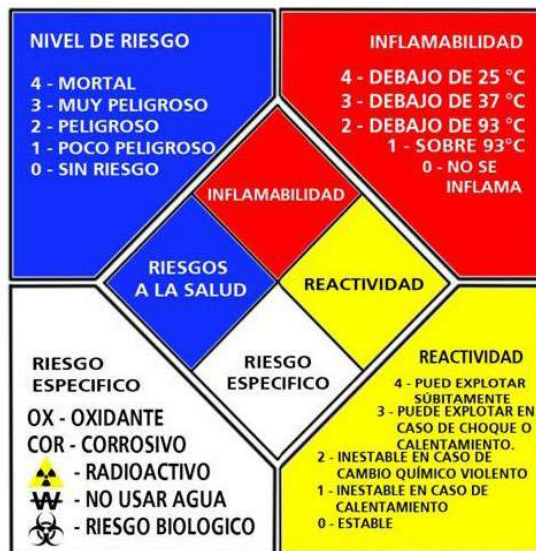 NIVEL DE RIESGO
4 - MORTAL
3 - MUY PELIGROSO
2 - PELIGROSO
1 - POCO PELIGROSO
0 - SIN RIESGO
INFLAMABILIDAD
4 - DEBAJO DE 25 °C
3 - DEBAJO DE 37 °C
2 - DEBAJO DE 93 °C
1 - SOBRE 93°C
0 - NO SE
INFLAMA
INFLAMABILIDAD
RIESGOS
A LA SALUD
REACTIVIDAD
RIESGO
ESPECIFICO
RIESGO
ESPECIFICO
OX - OXIDANTE
COR - CORROSIVO
- RADIOACTIVO
W - NO USAR AGUA
- RIESGO BIOLOGICO
REACTIVIDAD
4 - PUED EXPLOTAR
SÚBITAMENTE
3 - PUEDE EXPLOTAR EN
CASO DE CHOQUE O
CALENTAMIENTO.
2 - INESTABLE EN CASO DE
CAMBIO QUÍMICO VIOLENTO
1 - INESTABLE EN CASO DE
CALENTAMIENTO
0 - ESTABLE